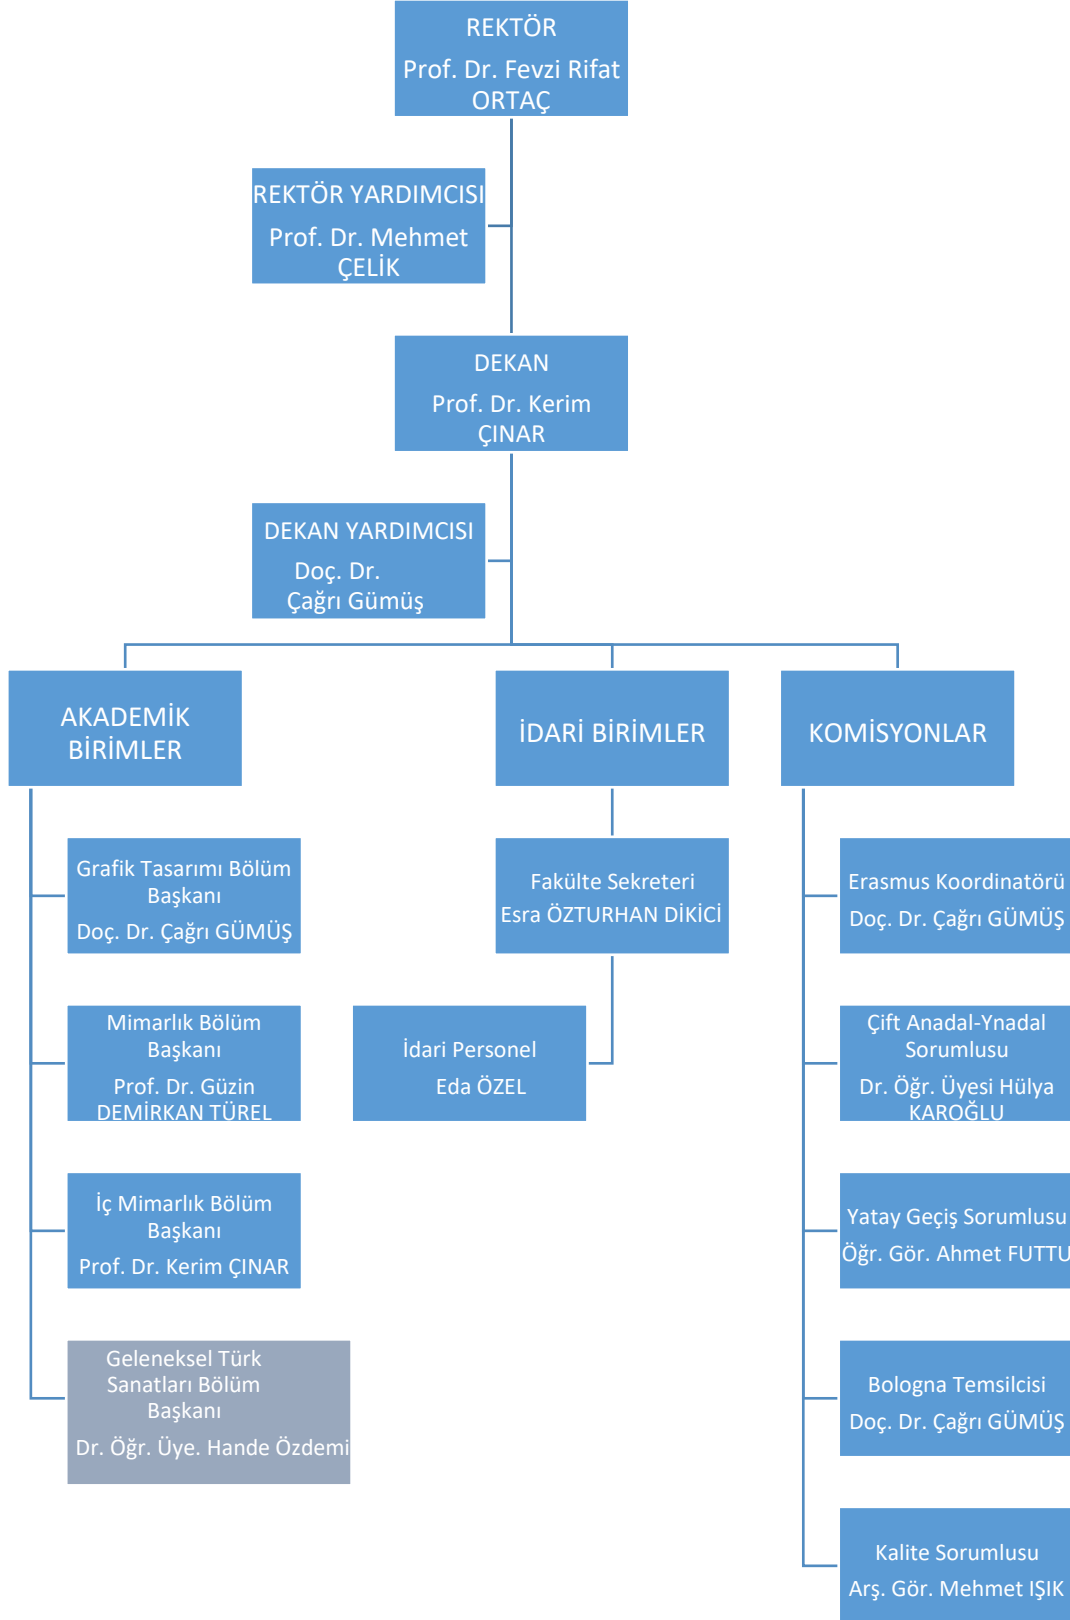 REKTÖR
Prof. Dr. Fevzi Rifat
ORTAÇ
REKTÖR YARDIMCISI
Prof. Dr. Mehmet
ÇELİK
DEKAN
Prof. Dr. Kerim
ÇINAR
DEKAN YARDIMCISI
Doç. Dr.
Çağrı Gümüş
AKADEMİK
BİRİMLER
Grafik Tasarımı Bölüm
Başkanı
Doç. Dr. Çağrı GÜMÜŞ
Mimarlık Bölüm
Başkanı
Prof. Dr. Güzin
DEMİRKAN TÜREL
İç Mimarlık Bölüm
Başkanı
Prof. Dr. Kerim ÇINAR
Geleneksel Türk
Sanatları Bölüm
Başkanı
Dr. Öğr. Üye. Hande Özdemi
İDARİ BİRİMLER
Fakülte Sekreteri
Esra ÖZTURHAN DİKİCİ
İdari Personel
Eda ÖZEL
KOMİSYONLAR
Erasmus Koordinatörü
Doç. Dr. Çağrı GÜMÜŞ
Çift Anadal-Ynadal
Sorumlusu
Dr. Öğr. Üyesi Hülya
KAROĞLU
Yatay Geçiş Sorumlusu
Öğr. Gör. Ahmet FUTTU
Bologna Temsilcisi
Doç. Dr. Çağrı GÜMÜŞ
Kalite Sorumlusu
Arş. Gör. Mehmet IŞIK